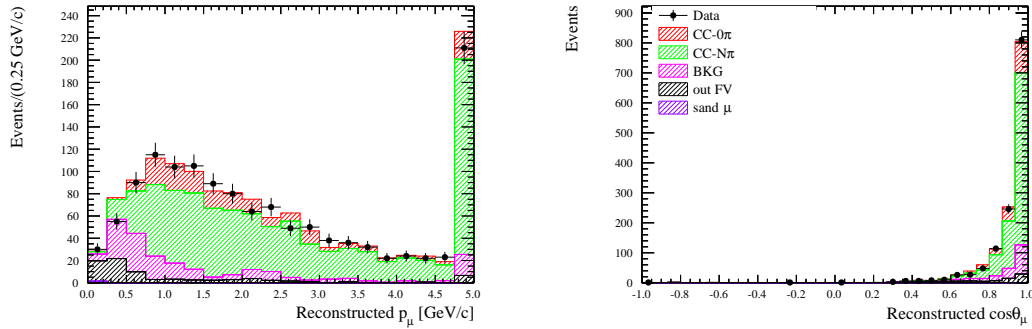 Events/(0.25 GeV/c)
240
220
200
180
160
140
120
100
80
60
40
20
0
0.0 0.5 1.0 1.5 2.0 2.5 3.0 3.5 4.0 4.5 5.0
Reconstructed pμ [GeV/c]
Events
900
800
700
600
500
400
300
200
100
0
Data
CC-0π
CC-Nπ
BKG
out FV
sand μ
-1.0 -0.8 -0.6 -0.4 -0.2 0.0 0.2 0.4 0.6 0.8 1.0
Reconstructed cosθμ